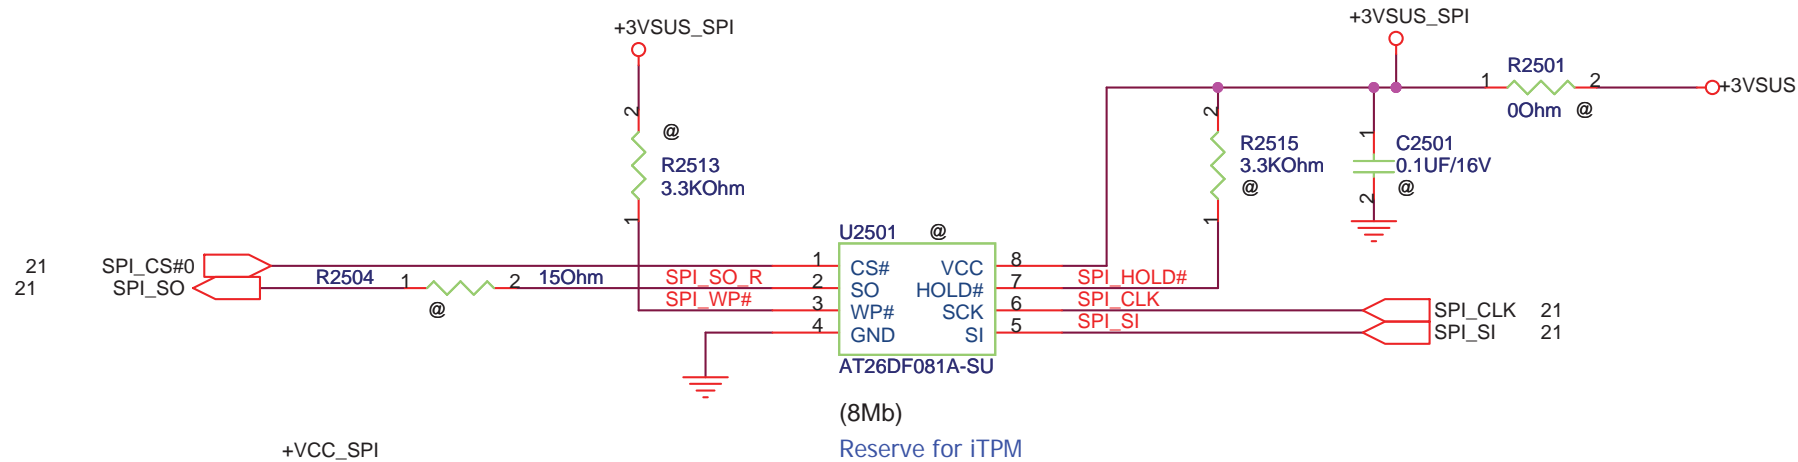 +3VSUS_SPI
+3VSUS_SPI
R2501
1 2
+3VSUS
0Ohm @
2
@
R2513
3.3KOhm
1
2
R2515
3.3KOhm
@
1
1
C2501
0.1UF/16V
@
2
U2501 @
21 SPI_CS#0
21 SPI_SO
R2504 1 2 15Ohm
@
SPI_SO_R
SPI_WP#
1 CS# VCC 8
2 SO HOLD# 7
3 WP# SCK 6
4 GND SI 5
SPI_HOLD#
SPI_CLK
SPI_SI
SPI_CLK 21
SPI_SI 21
AT26DF081A-SU
(8Mb)
Reserve for iTPM
+VCC_SPI